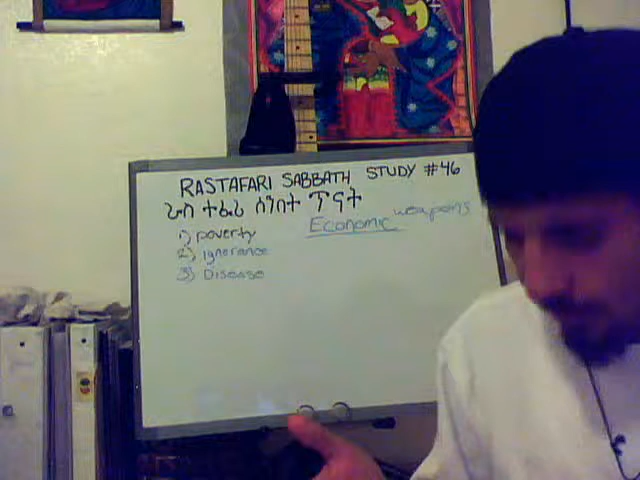 RASTAFARI SABBATH STUDY #46
ራስ ተፈሪ ሰንበት ጥናት
Economic weapons
1) poverty
2) Ignorance
3) Disease